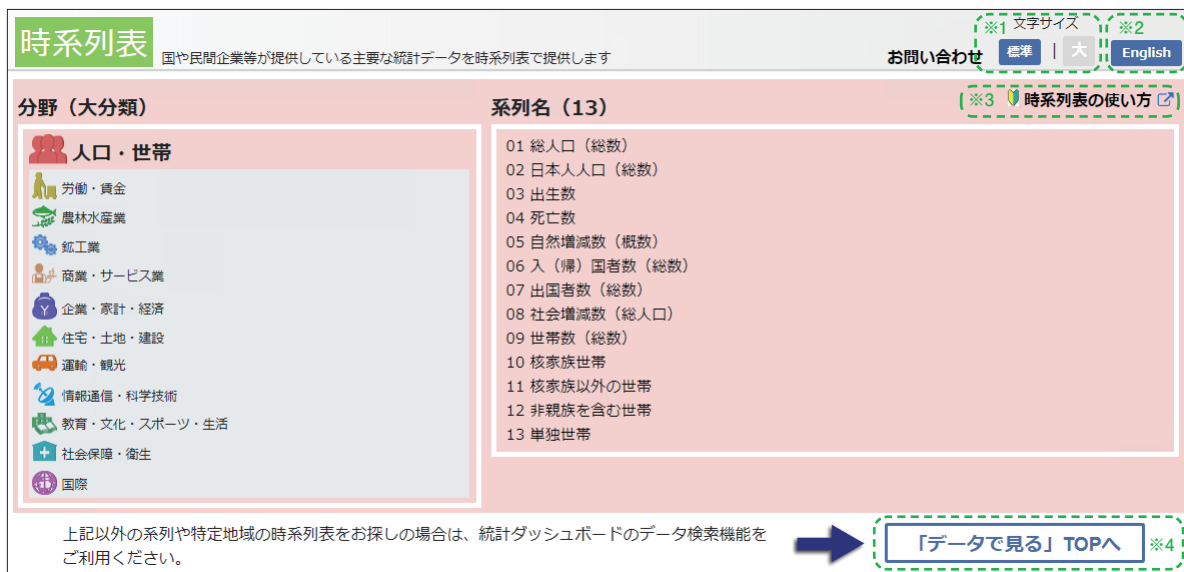 時系列表
国や民間企業等が提供している主要な統計データを時系列表で提供します
お問い合わせ
※1 文字サイズ
標準 | 大
※2
English
分野（大分類）
人口・世帯
労働・賃金
農林水産業
鉱工業
商業・サービス業
企業・家計・経済
住宅・土地・建設
運輸・観光
情報通信・科学技術
教育・文化・スポーツ・生活
社会保障・衛生
国際
系列名（13）
※3 時系列表の使い方
01 総人口（総数）
02 日本人人口（総数）
03 出生数
04 死亡数
05 自然増減数（概数）
06 入（帰）国者数（総数）
07 出国者数（総数）
08 社会増減数（総人口）
09 世帯数（総数）
10 核家族世帯
11 核家族以外の世帯
12 非親族を含む世帯
13 単独世帯
上記以外の系列や特定地域の時系列表をお探しの場合は、統計ダッシュボードのデータ検索機能を
ご利用ください。
「データで見る」TOPへ ※4